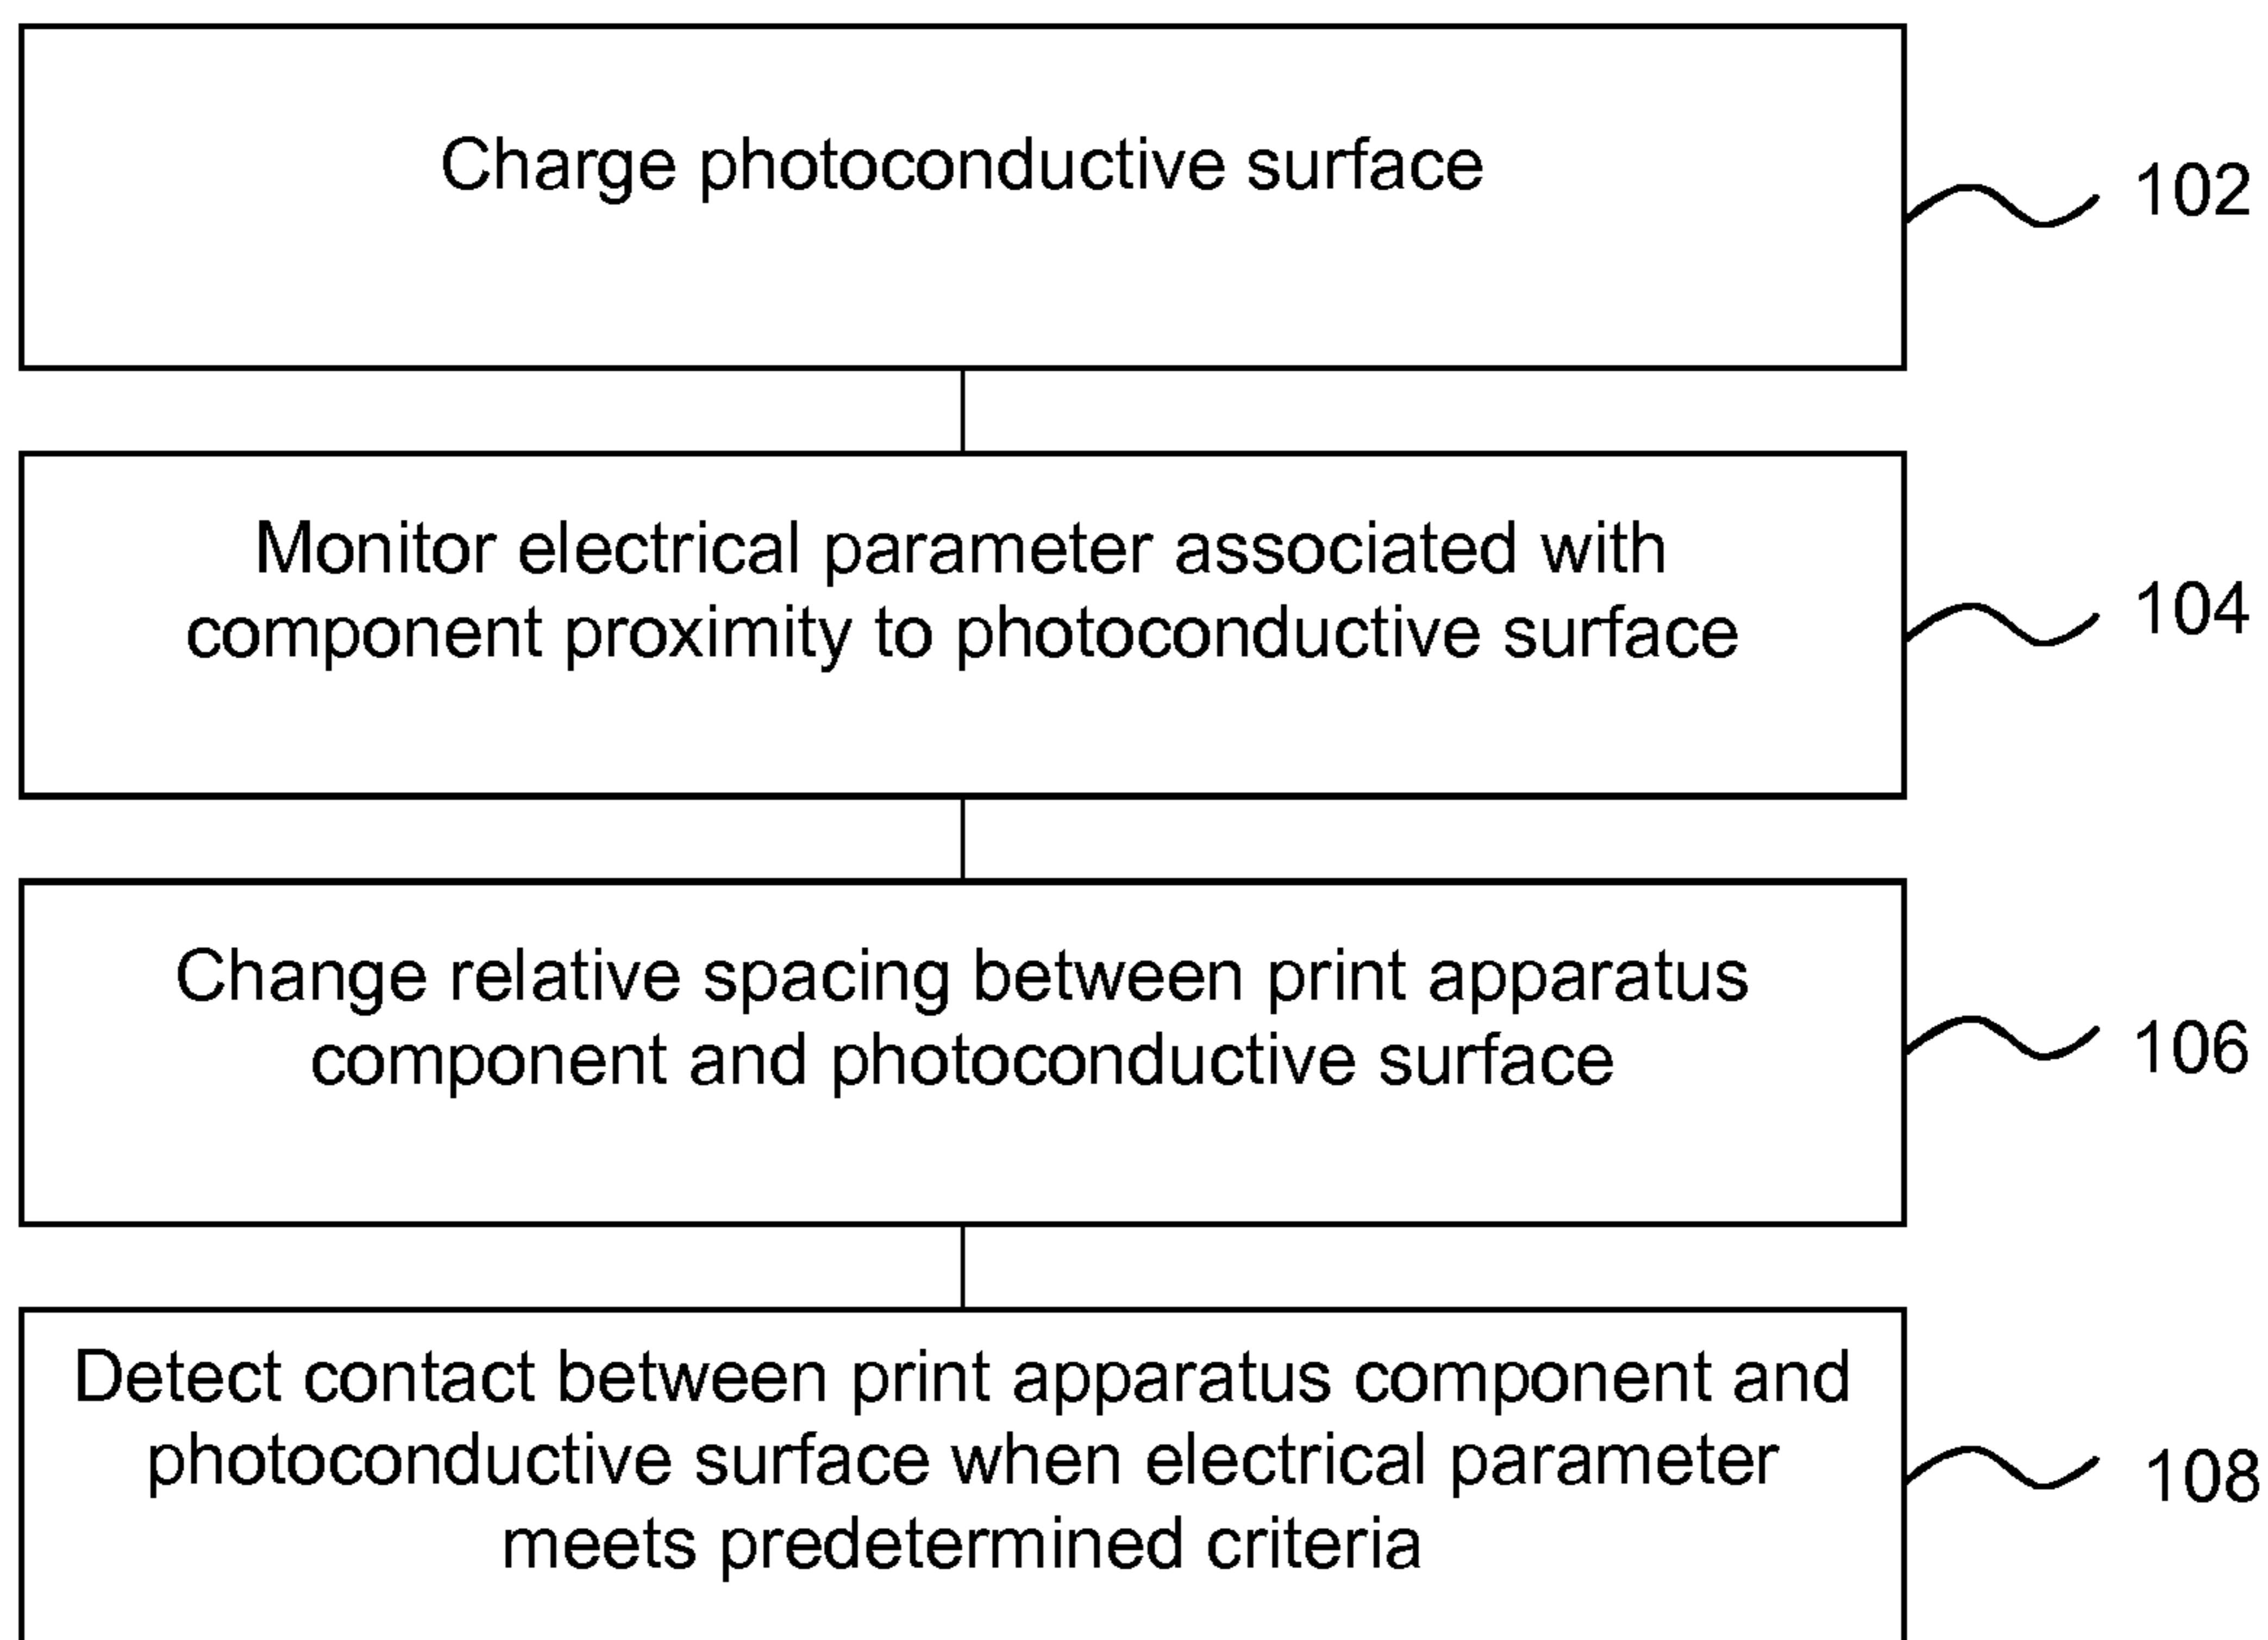 Charge photoconductive surface
102
Monitor electrical parameter associated with
component proximity to photoconductive surface
104
Change relative spacing between print apparatus
component and photoconductive surface
106
Detect contact between print apparatus component and
photoconductive surface when electrical parameter
meets predetermined criteria
108